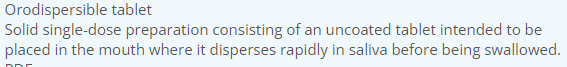 Orodispersible tablet
Solid single-dose preparation consisting of an uncoated tablet intended to be
placed in the mouth where it disperses rapidly in saliva before being swallowed.